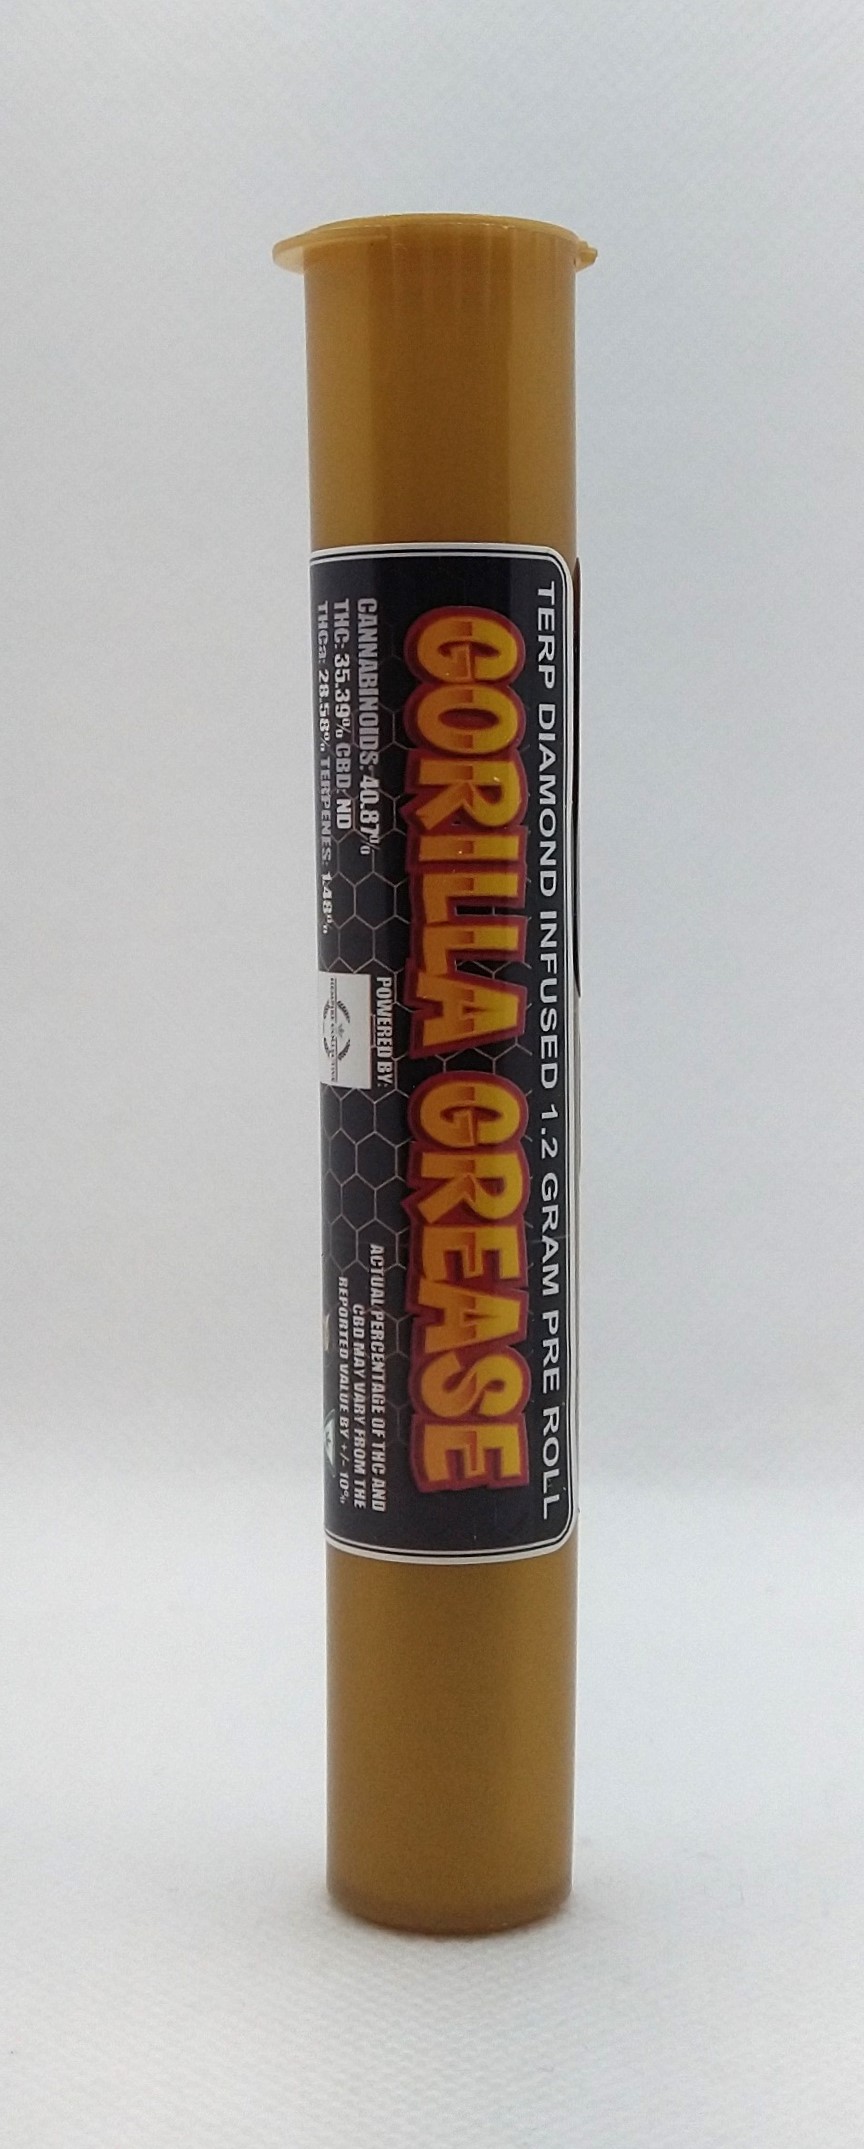 TERP DIAMOND INFUSED 1.2 GRAM PRE ROLL
GORILLA GREASE
CANNABINOIDS: 40.87%
THC: 35.39% CBD: ND
THCa: 28.58% TERPENES: 1.48%
POWERED BY:
ACTUAL PERCENTAGE OF THC AND
CBD MAY VARY FROM THE
REPORTED VALUE BY +/- 10%